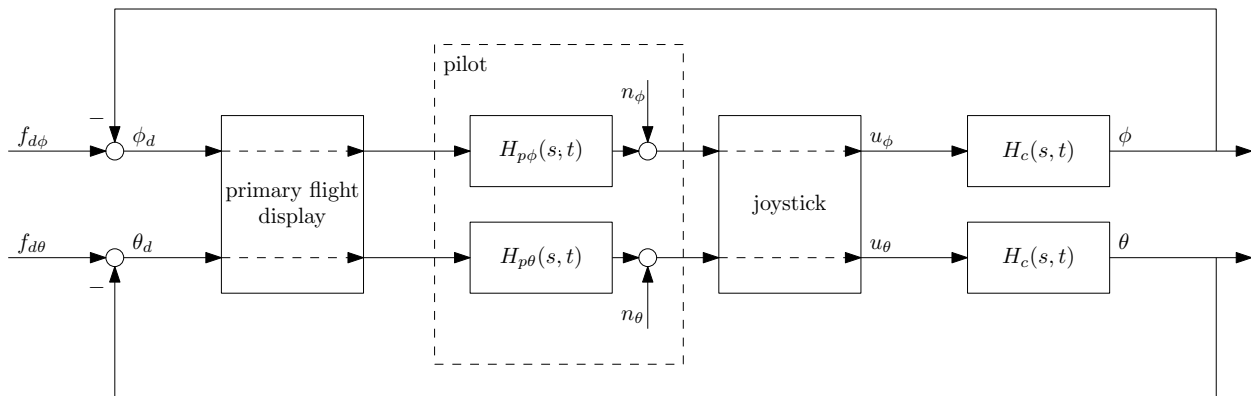 pilot
n_ϕ
−
f_{dϕ}
ϕ_d
H_{pϕ}(s;t)
u_ϕ
H_c(s,t)
ϕ
primary flight
display
joystick
f_{dθ}
θ_d
H_{pθ}(s,t)
u_θ
H_c(s,t)
θ
−
n_θ